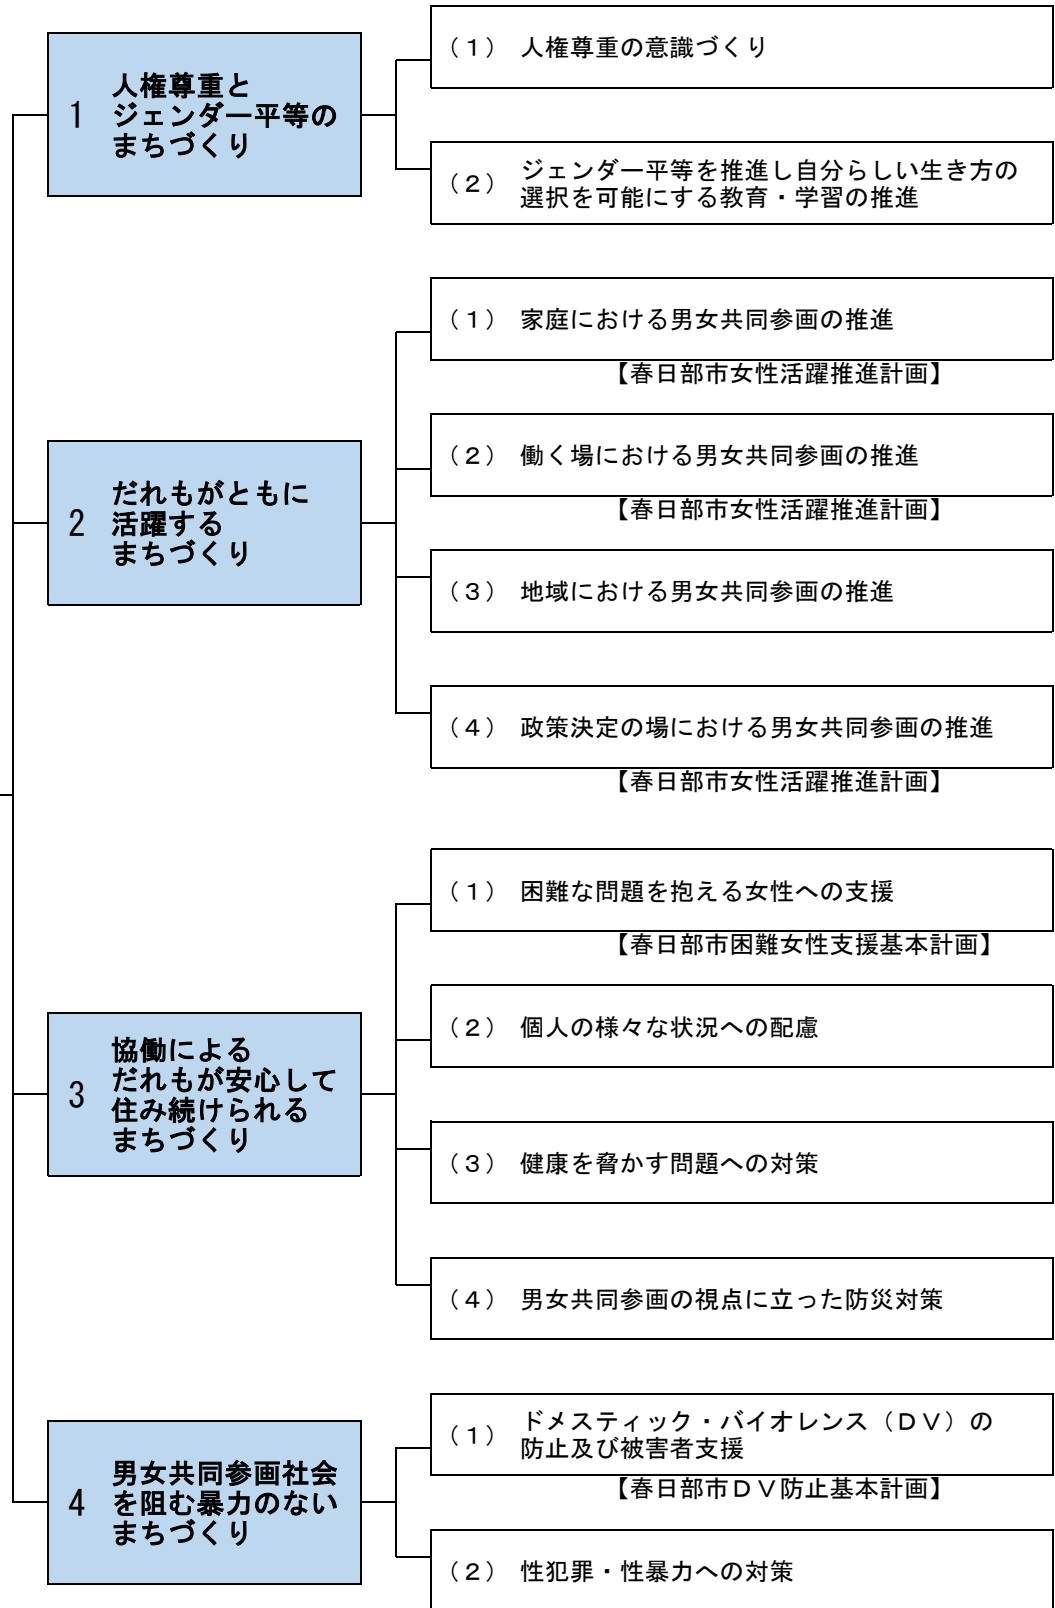 1 人権尊重と
ジェンダー平等の
まちづくり
（１） 人権尊重の意識づくり
（２） ジェンダー平等を推進し自分らしい生き方の
選択を可能にする教育・学習の推進
2 だれもがともに
活躍する
まちづくり
（１） 家庭における男女共同参画の推進
【春日部市女性活躍推進計画】
（２） 働く場における男女共同参画の推進
【春日部市女性活躍推進計画】
（３） 地域における男女共同参画の推進
（４） 政策決定の場における男女共同参画の推進
【春日部市女性活躍推進計画】
3 協働による
だれもが安心して
住み続けられる
まちづくり
（１） 困難な問題を抱える女性への支援
【春日部市困難女性支援基本計画】
（２） 個人の様々な状況への配慮
（３） 健康を脅かす問題への対策
（４） 男女共同参画の視点に立った防災対策
4 男女共同参画社会
を阻む暴力のない
まちづくり
（１） ドメスティック・バイオレンス（ＤＶ）の
防止及び被害者支援
【春日部市ＤＶ防止基本計画】
（２） 性犯罪・性暴力への対策